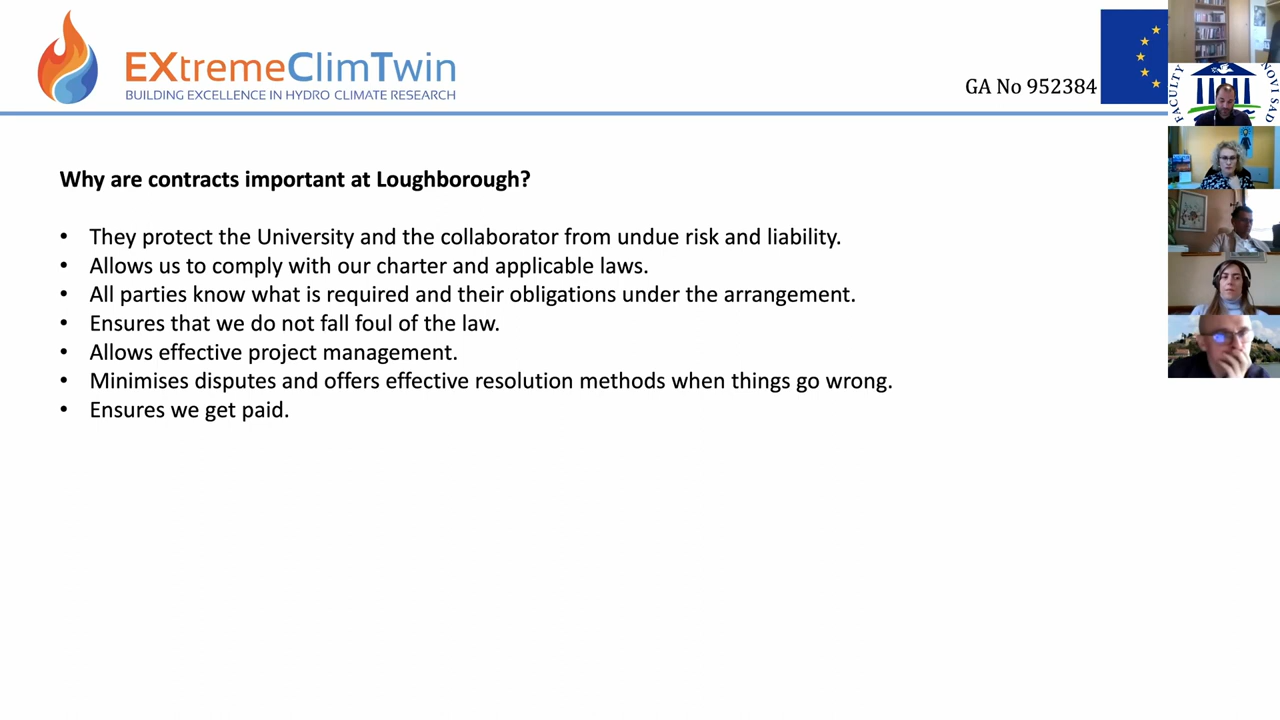 EXtremeClimTwin
BUILDING EXCELLENCE IN HYDRO CLIMATE RESEARCH
GA No 952384
FACULTY
NOVI SAD
Why are contracts important at Loughborough?
• They protect the University and the collaborator from undue risk and liability.
• Allows us to comply with our charter and applicable laws.
• All parties know what is required and their obligations under the arrangement.
• Ensures that we do not fall foul of the law.
• Allows effective project management.
• Minimises disputes and offers effective resolution methods when things go wrong.
• Ensures we get paid.